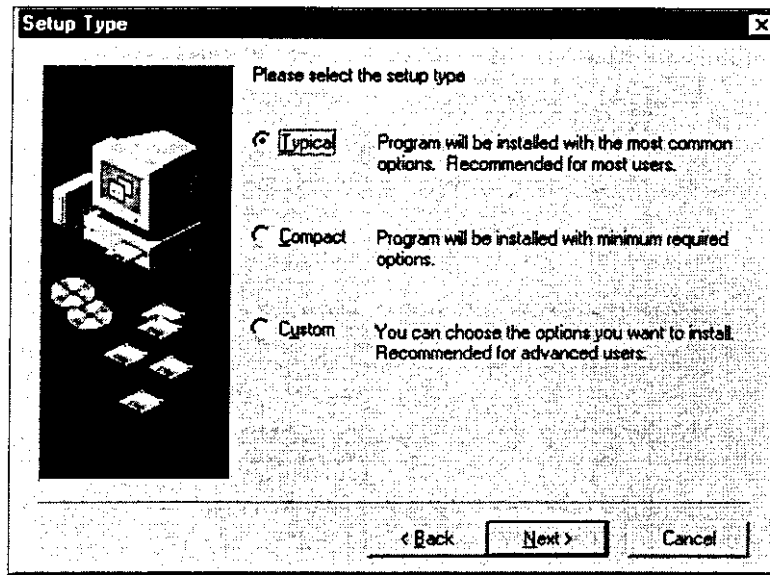 Setup Type
Please select the setup type
Typical
Program will be installed with the most common
options. Recommended for most users.
Compact
Program will be installed with minimum required
options.
Custom
You can choose the options you want to install.
Recommended for advanced users.
< Back
Next >
Cancel